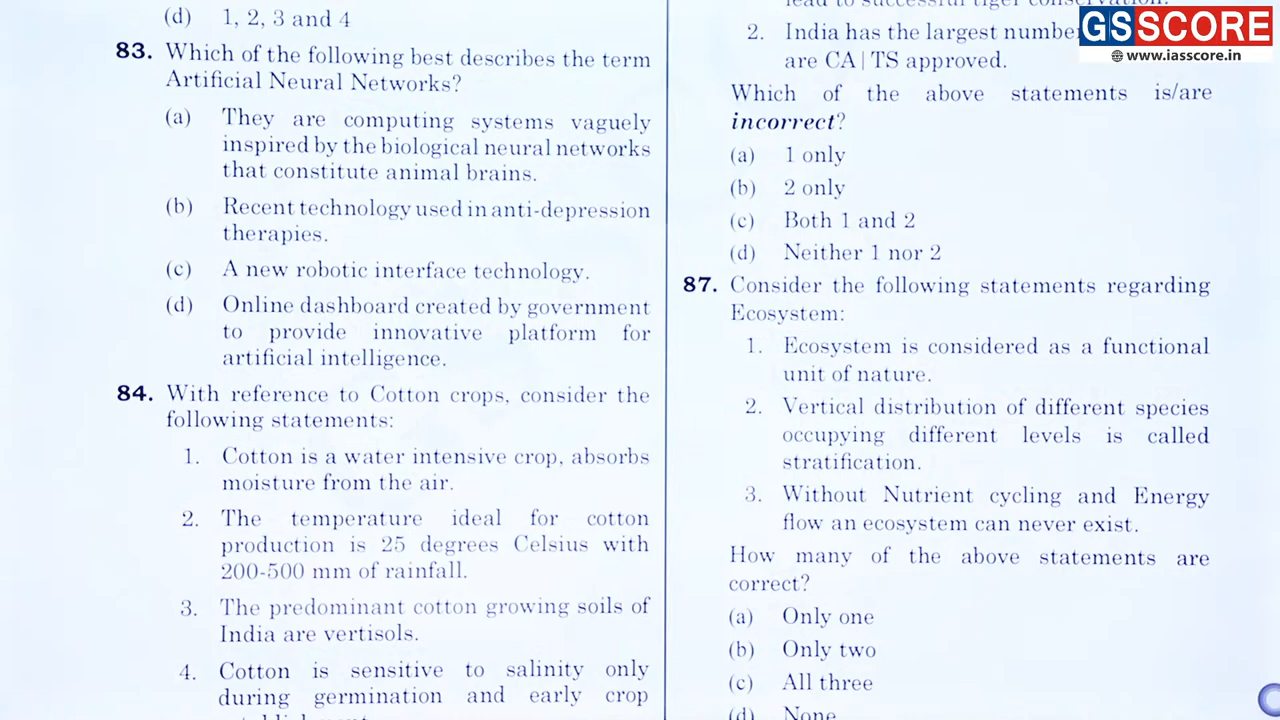 (d) 1, 2, 3 and 4
83. Which of the following best describes the term
Artificial Neural Networks?
(a) They are computing systems vaguely
inspired by the biological neural networks
that constitute animal brains.
(b) Recent technology used in anti-depression
therapies.
(c) A new robotic interface technology.
(d) Online dashboard created by government
to provide innovative platform for
artificial intelligence.
84. With reference to Cotton crops, consider the
following statements:
1. Cotton is a water intensive crop, absorbs
moisture from the air.
2. The temperature ideal for cotton
production is 25 degrees Celsius with
200-500 mm of rainfall.
3. The predominant cotton growing soils of
India are vertisols.
4. Cotton is sensitive to salinity only
during germination and early crop
lead to successful tiger conservation.
2. India has the largest
are CA|TS approved.
Which of the above statements is/are
incorrect?
(a) 1 only
(b) 2 only
(c) Both 1 and 2
(d) Neither 1 nor 2
87. Consider the following statements regarding
Ecosystem:
1. Ecosystem is considered as a functional
unit of nature.
2. Vertical distribution of different species
occupying different levels is called
stratification.
3. Without Nutrient cycling and Energy
flow an ecosystem can never exist.
How many of the above statements are
correct?
(a) Only one
(b) Only two
(c) All three
(d) None
GSSCORE
www.iasscore.in